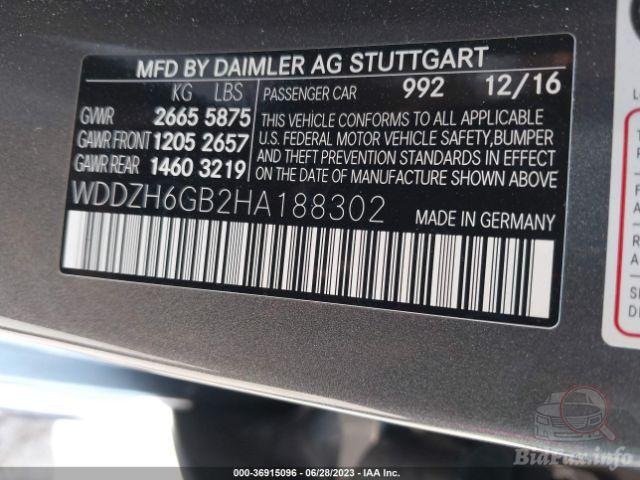 MFD BY DAIMLER AG STUTTGART
KG LBS
PASSENGER CAR 992 12/16
GVWR 2665 5875
GAWR FRONT 1205 2657
GAWR REAR 1460 3219
THIS VEHICLE CONFORMS TO ALL APPLICABLE
U.S. FEDERAL MOTOR VEHICLE SAFETY, BUMPER
AND THEFT PREVENTION STANDARDS IN EFFECT
ON THE DATE OF MANUFACTURE SHOWN ABOVE
WDDZH6GB2HA188302
MADE IN GERMANY
BidFax.info
000-36915096 - 06/28/2023 - IAA Inc.